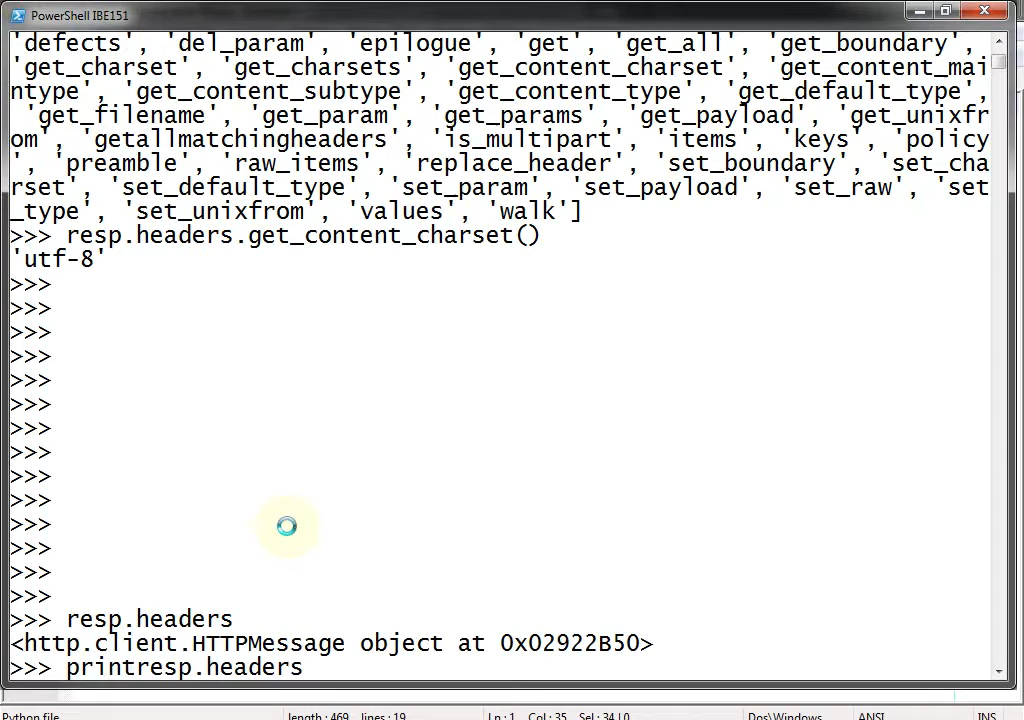 PowerShell IBE151
'defects', 'del_param', 'epilogue', 'get', 'get_all', 'get_boundary',
'get_charset', 'get_charsets', 'get_content_charset', 'get_content_mai
ntype', 'get_content_subtype', 'get_content_type', 'get_default_type',
'get_filename', 'get_param', 'get_params', 'get_payload', 'get_unixfr
om', 'getallmatchingheaders', 'is_multipart', 'items', 'keys', 'policy
', 'preamble', 'raw_items', 'replace_header', 'set_boundary', 'set_cha
rset', 'set_default_type', 'set_param', 'set_payload', 'set_raw', 'set
_type', 'set_unixfrom', 'values', 'walk']
>>> resp.headers.get_content_charset()
'utf-8'
>>>
>>>
>>>
>>>
>>>
>>>
>>>
>>>
>>>
>>>
>>>
>>>
>>>
>>>
>>> resp.headers
<http.client.HTTPMessage object at 0x02922B50>
>>> printresp.headers
Python file length : 469 lines : 19 Ln : 1 Col : 35 Sel : 34 | 0 Dos\Windows ANSI INS